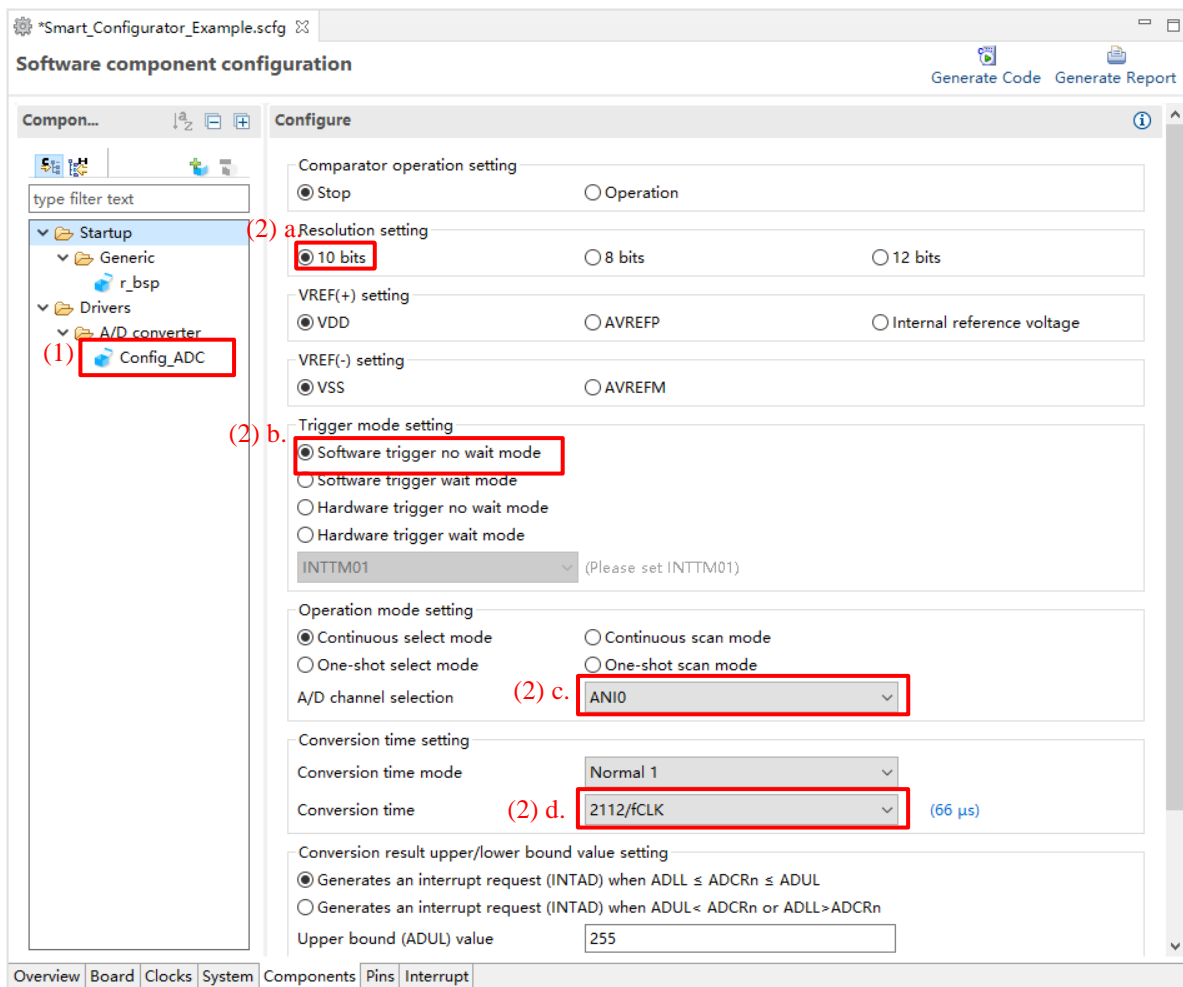 *Smart_Configurator_Example.scfg
Software component configuration
Generate Code Generate Report
Compon...
type filter text
Startup
Generic
r_bsp
Drivers
A/D converter
(1) Config_ADC
Configure
Comparator operation setting
Stop Operation
(2) a. Resolution setting
10 bits 8 bits 12 bits
VREF(+) setting
VDD AVREFP Internal reference voltage
VREF(-) setting
VSS AVREFM
Trigger mode setting
(2) b. Software trigger no wait mode
Software trigger wait mode
Hardware trigger no wait mode
Hardware trigger wait mode
INTTM01 (Please set INTTM01)
Operation mode setting
Continuous select mode Continuous scan mode
One-shot select mode One-shot scan mode
A/D channel selection (2) c. ANI0
Conversion time setting
Conversion time mode Normal 1
Conversion time (2) d. 2112/fCLK (66 μs)
Conversion result upper/lower bound value setting
Generates an interrupt request (INTAD) when ADLL ≤ ADCRn ≤ ADUL
Generates an interrupt request (INTAD) when ADUL< ADCRn or ADLL>ADCRn
Upper bound (ADUL) value 255
Overview Board Clocks System Components Pins Interrupt